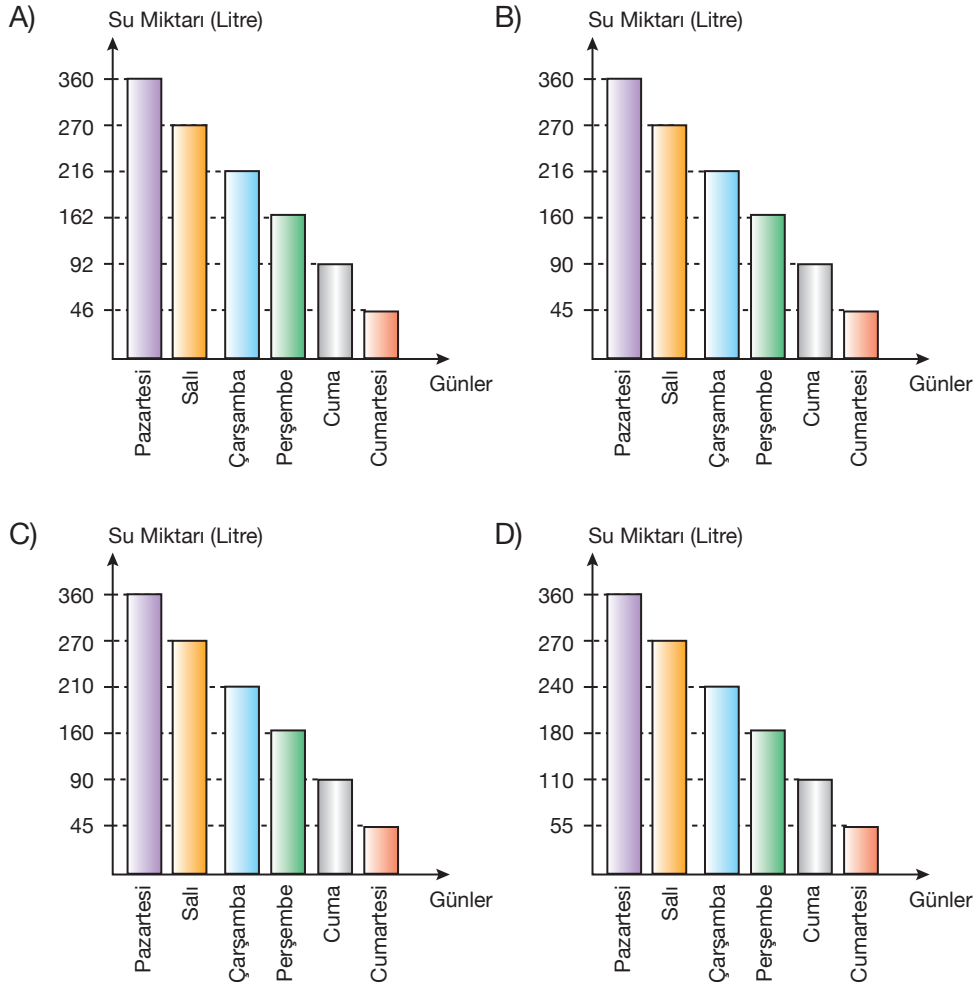 A) Su Miktarı (Litre)
360
270
216
162
92
46
Günler
Pazartesi
Salı
Çarşamba
Perşembe
Cuma
Cumartesi
B) Su Miktarı (Litre)
360
270
216
160
90
45
Günler
Pazartesi
Salı
Çarşamba
Perşembe
Cuma
Cumartesi
C) Su Miktarı (Litre)
360
270
210
160
90
45
Günler
Pazartesi
Salı
Çarşamba
Perşembe
Cuma
Cumartesi
D) Su Miktarı (Litre)
360
270
240
180
110
55
Günler
Pazartesi
Salı
Çarşamba
Perşembe
Cuma
Cumartesi